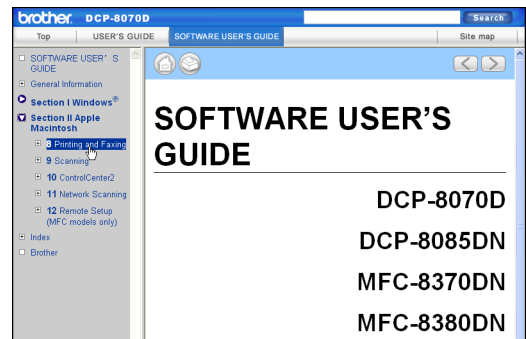 brother. DCP-8070D
Search
Top
USER'S GUIDE
SOFTWARE USER'S GUIDE
Site map
SOFTWARE USER' S
GUIDE
General Information
Section I Windows®
Section II Apple
Macintosh
8 Printing and Faxing
9 Scanning
10 ControlCenter2
11 Network Scanning
12 Remote Setup
(MFC models only)
Index
Brother
SOFTWARE USER'S
GUIDE
DCP-8070D
DCP-8085DN
MFC-8370DN
MFC-8380DN